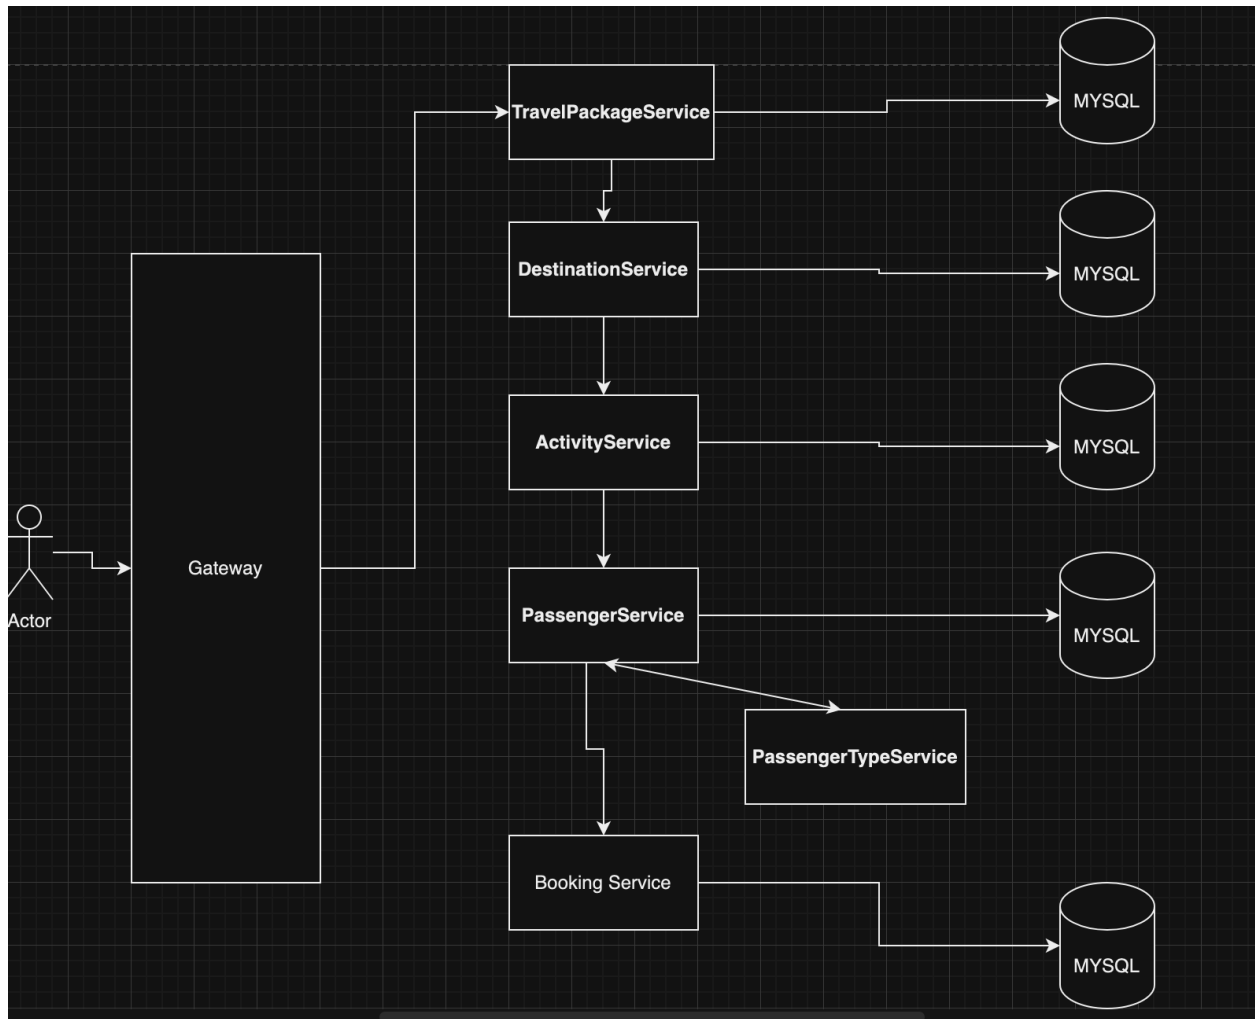 TravelPackageService
MYSQL
DestinationService
MYSQL
ActivityService
MYSQL
Actor
Gateway
PassengerService
MYSQL
PassengerTypeService
Booking Service
MYSQL